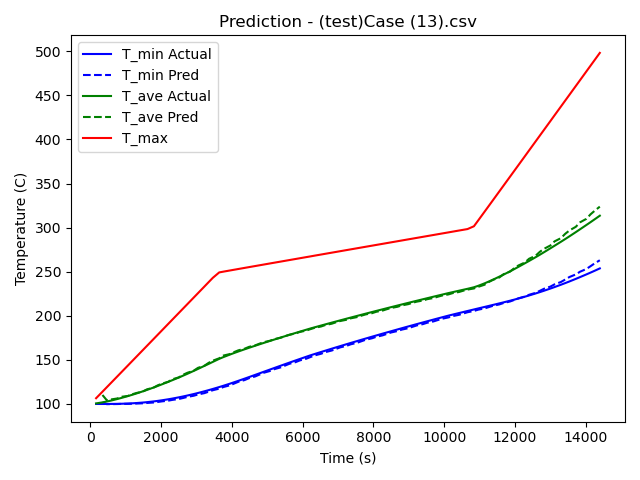 Prediction - (test)Case (13).csv
T_min Actual
T_min Pred
T_ave Actual
T_ave Pred
T_max
500
450
400
350
300
250
200
150
100
Temperature (C)
0 2000 4000 6000 8000 10000 12000 14000
Time (s)